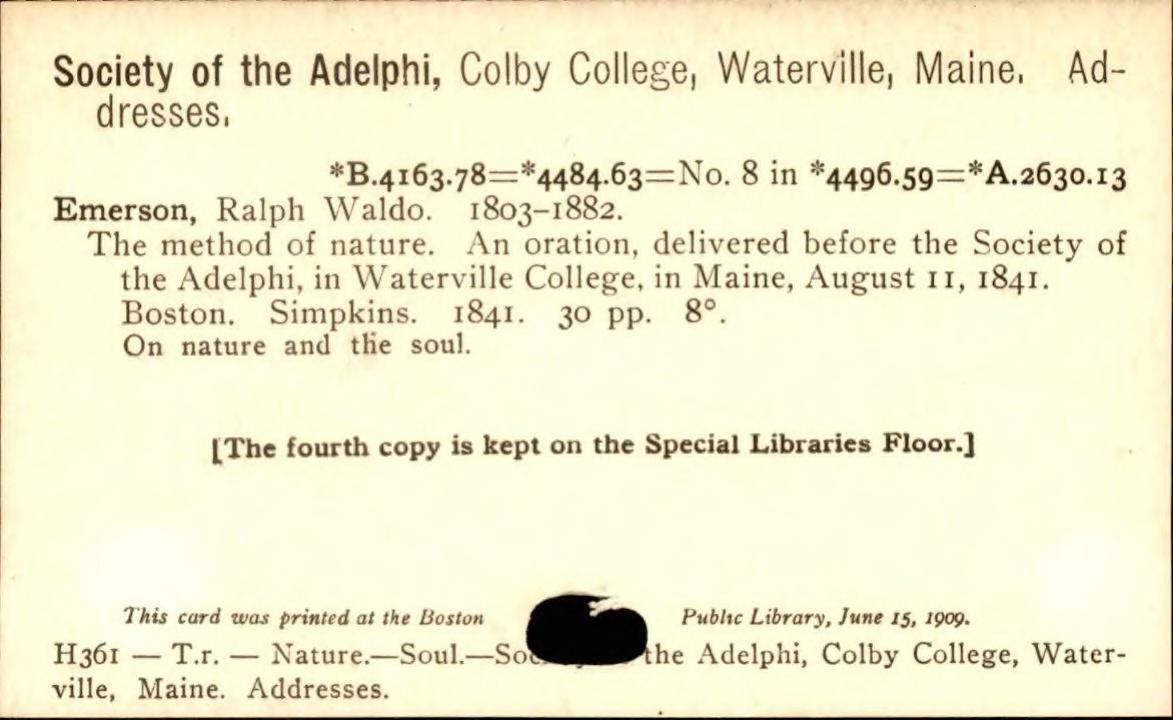 Society of the Adelphi, Colby College, Waterville, Maine. Ad-
dresses.
*B.4163.78=*4484.63=No. 8 in *4496.59=*A.2630.13
Emerson, Ralph Waldo. 1803-1882.
The method of nature. An oration, delivered before the Society of
the Adelphi, in Waterville College, in Maine, August 11, 1841.
Boston. Simpkins. 1841. 30 pp. 8°.
On nature and the soul.
[The fourth copy is kept on the Special Libraries Floor.]
This card was printed at the Boston Public Library, June 15, 1909.
H361 — T.r. — Nature.—Soul.— the Adelphi, Colby College, Water-
ville, Maine. Addresses.